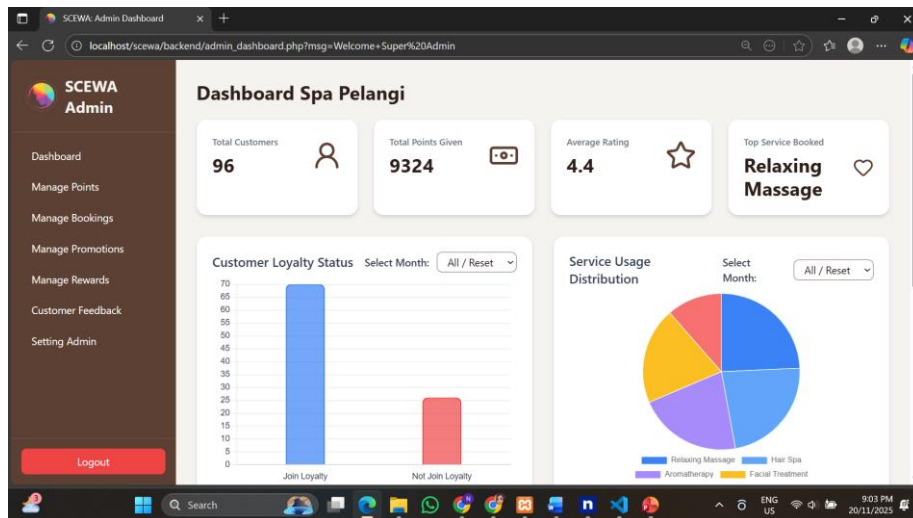 SCEWA: Admin Dashboard
localhost/scewa/backend/admin_dashboard.php?msg=Welcome+Super%20Admin
SCEWA
Admin
Dashboard
Manage Points
Manage Bookings
Manage Promotions
Manage Rewards
Customer Feedback
Setting Admin
Logout
Dashboard Spa Pelangi
Total Customers
96
Total Points Given
9324
Average Rating
4.4
Top Service Booked
Relaxing
Massage
Customer Loyalty Status Select Month: All / Reset
70
65
60
55
50
45
40
35
30
25
20
15
10
5
0
Join Loyalty Not Join Loyalty
Service Usage
Distribution
Select
Month:
All / Reset
Relaxing Massage Hair Spa
Aromatherapy Facial Treatment
Search
ENG
US
9:03 PM
20/11/2025